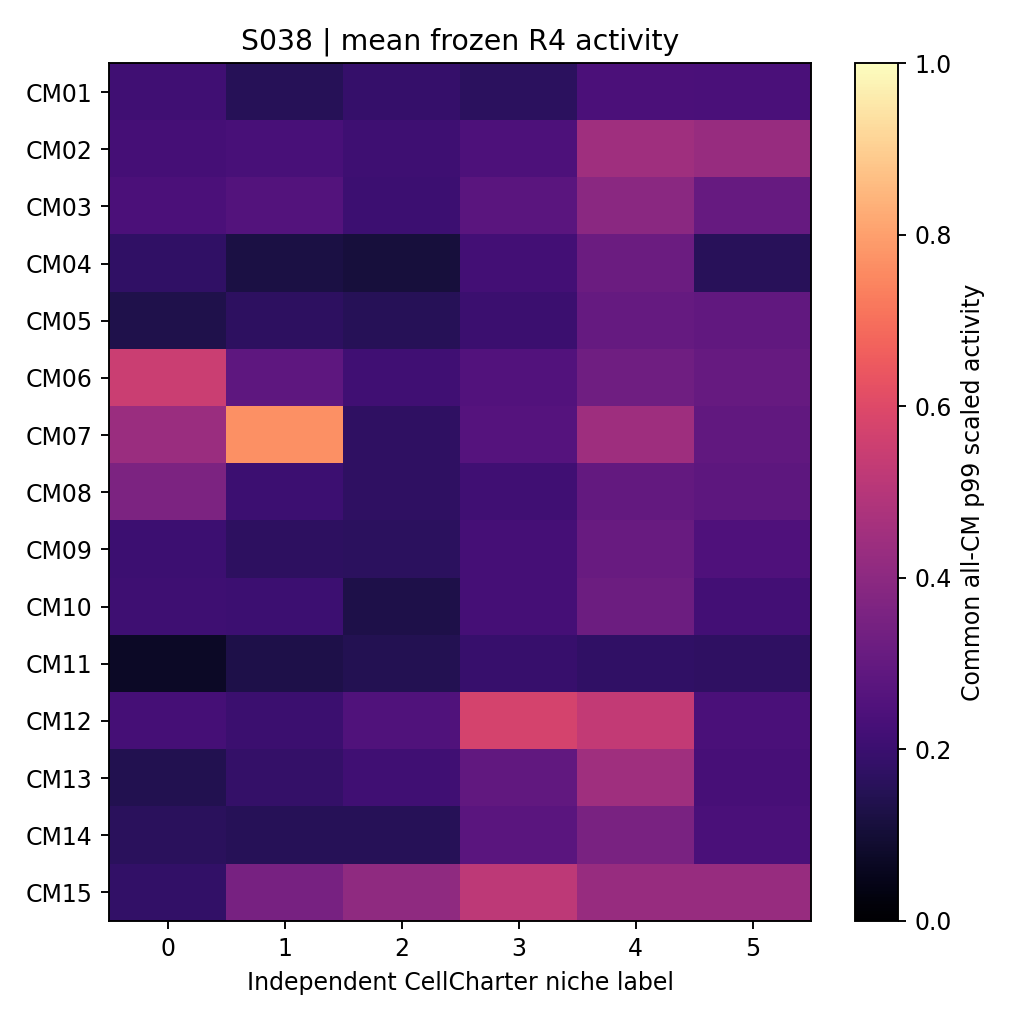 S038 | mean frozen R4 activity
CM01
CM02
CM03
CM04
CM05
CM06
CM07
CM08
CM09
CM10
CM11
CM12
CM13
CM14
CM15
0 1 2 3 4 5
Independent CellCharter niche label
1.0
0.8
0.6
0.4
0.2
0.0
Common all-CM p99 scaled activity